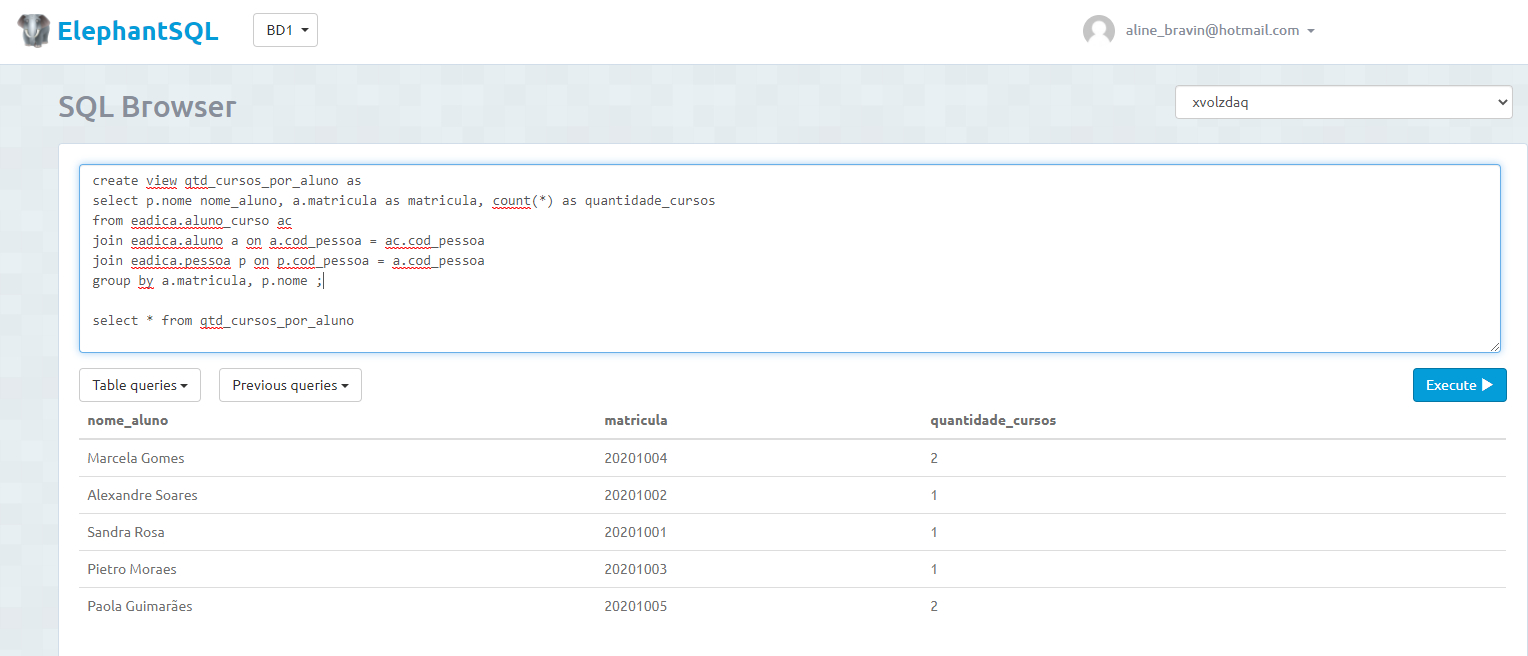 ElephantSQL BD1 aline_bravin@hotmail.com
SQL Browser xvolzdaq
create view qtd_cursos_por_aluno as
select p.nome nome_aluno, a.matricula as matricula, count(*) as quantidade_cursos
from eadica.aluno_curso ac
join eadica.aluno a on a.cod_pessoa = ac.cod_pessoa
join eadica.pessoa p on p.cod_pessoa = a.cod_pessoa
group by a.matricula, p.nome ;
select * from qtd_cursos_por_aluno
Table queries Previous queries Execute
nome_aluno matricula quantidade_cursos
Marcela Gomes 20201004 2
Alexandre Soares 20201002 1
Sandra Rosa 20201001 1
Pietro Moraes 20201003 1
Paola Guimarães 20201005 2